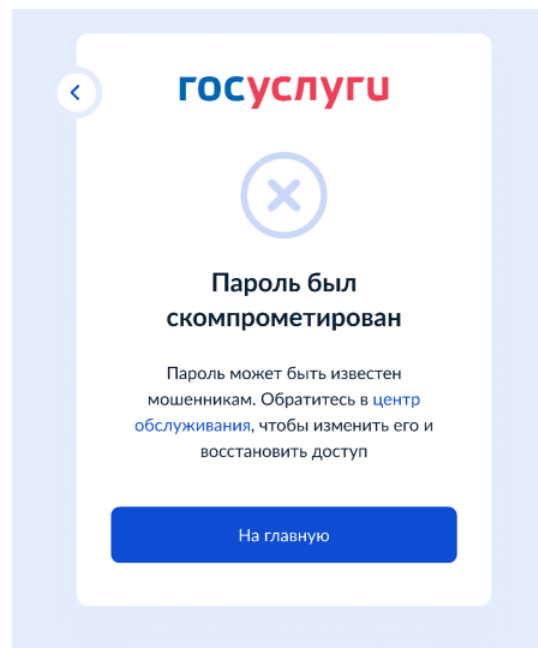 госуслуги
Пароль был
скомпрометирован
Пароль может быть известен
мошенникам. Обратитесь в центр
обслуживания, чтобы изменить его и
восстановить доступ
На главную